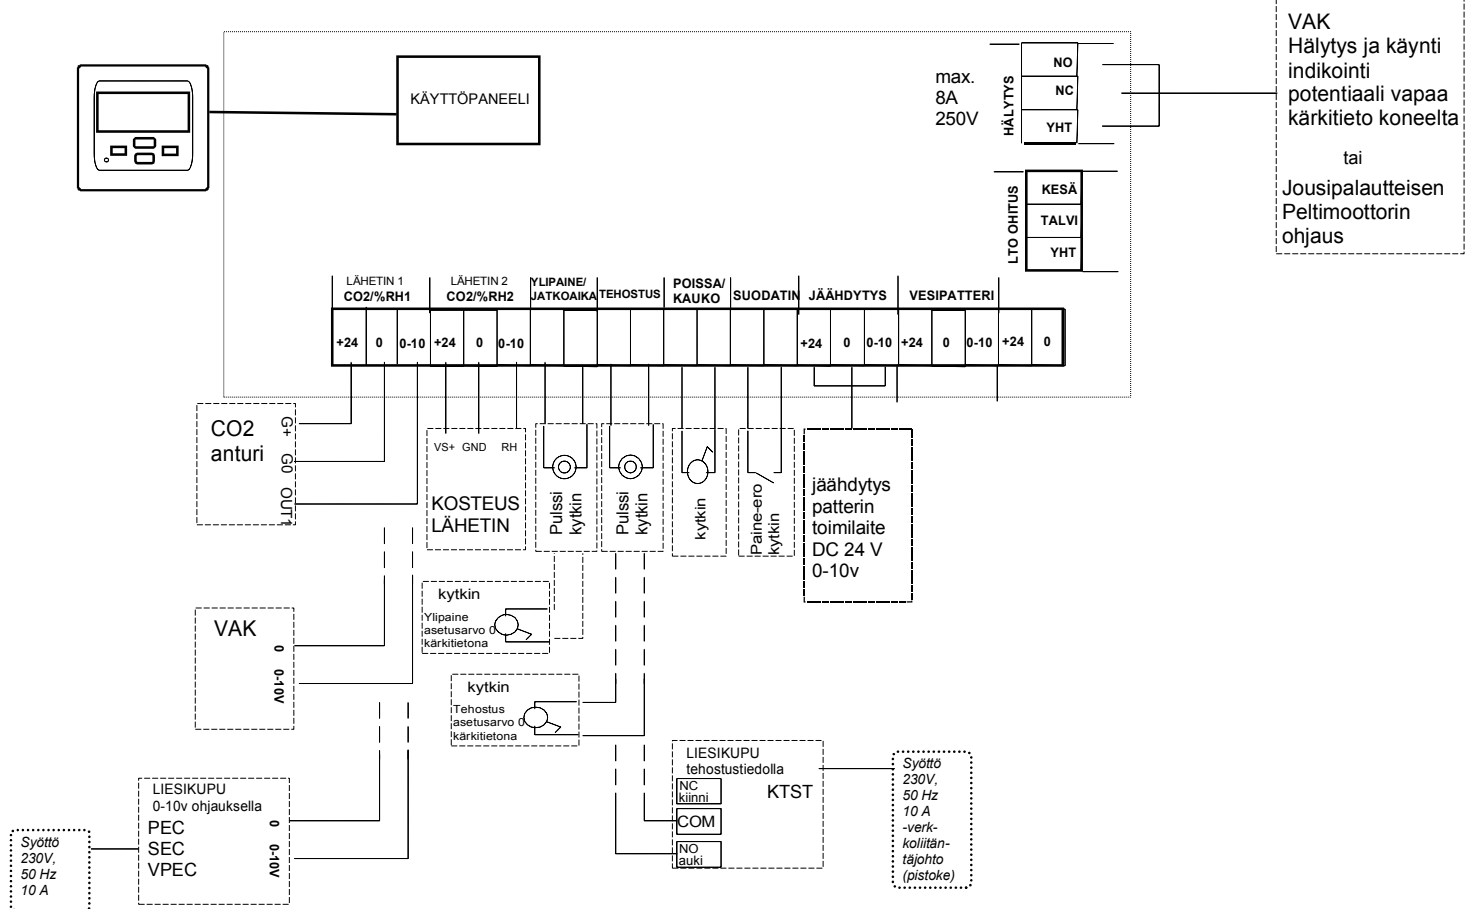 VAK
Hälytys ja käynti
indikointi
potentiaali vapaa
kärkitieto koneelta
tai
Jousipalautteisen
Peltimoottorin
ohjaus
KÄYTTÖPANEELI
max.
8A
250V
HÄLYTYS
NO
NC
YHT
LTO OHITUS
KESÄ
TALVI
YHT
LÄHETIN 1
CO2/%RH1
LÄHETIN 2
CO2/%RH2
YLIPAINE/
JATKOAIKA
TEHOSTUS
POISSA/
KAUKO
SUODATIN
JÄÄHDYTYS
VESIPATTERI
+24 0 0-10 +24 0 0-10 +24 0 0-10 +24 0 0-10 +24 0
CO2
anturi
G+
G0
OUT1
VS+ GND RH
KOSTEUS
LÄHETIN
Pulssi
kytkin
Pulssi
kytkin
kytkin
Paine-ero
kytkin
jäähdytys
patterin
toimilaite
DC 24 V
0-10v
kytkin
Ylipaine
asetusarvo 0
kärkitietona
VAK
0
0-10V
kytkin
Tehostus
asetusarvo 0
kärkitietona
LIESIKUPU
tehostustiedolla
KTST
NC
kiinni
COM
NO
auki
Syöttö
230V,
50 Hz
10 A
-verk-
koliitän-
täjohto
(pistoke)
LIESIKUPU
0-10v ohjauksella
PEC
SEC
VPEC
0
0-10V
Syöttö
230V,
50 Hz
10 A